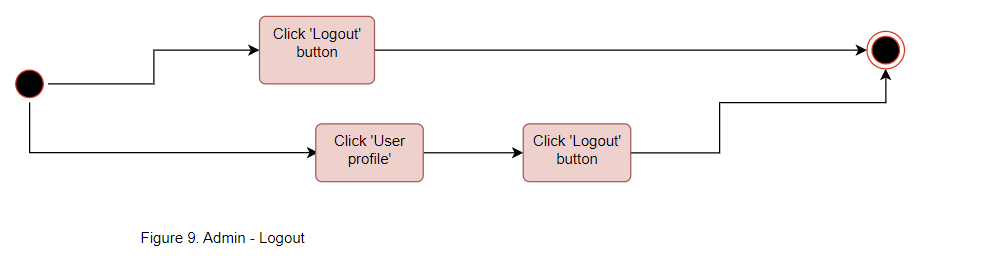 Click 'Logout'
button
Click 'User
profile'
Click 'Logout'
button
Figure 9. Admin - Logout